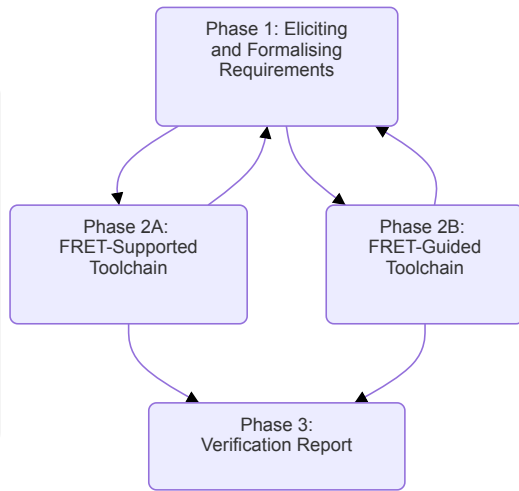 Phase 1: Eliciting
and Formalising
Requirements
Phase 2A:
FRET-Supported
Toolchain
Phase 2B:
FRET-Guided
Toolchain
Phase 3:
Verification Report